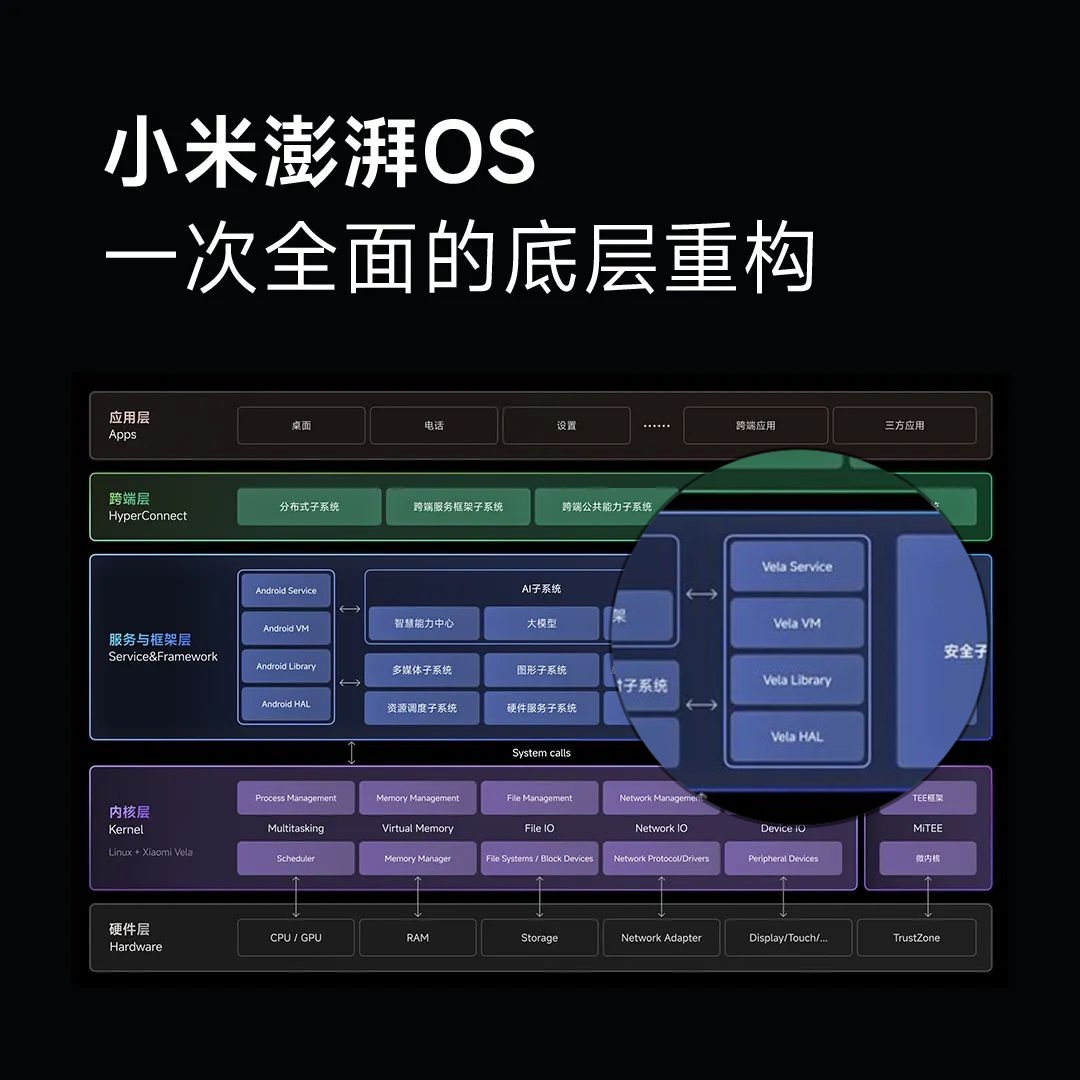 小米澎湃OS
一次全面的底层重构
应用层
Apps
桌面
电话
设置
......
跨端应用
三方应用
跨端层
HyperConnect
分布式子系统
跨端服务框架子系统
跨端公共能力子系统
服务与框架层
Service&Framework
Android Service
Android VM
Android Library
Android HAL
AI子系统
智慧能力中心
大模型
多媒体子系统
图形子系统
资源调度子系统
硬件服务子系统
架
子系统
Vela Service
Vela VM
Vela Library
Vela HAL
安全子
System calls
内核层
Kernel
Linux + Xiaomi Vela
Process Management
Memory Management
File Management
Network Management
TEE框架
Multitasking
Virtual Memory
File IO
Network IO
Device IO
MiTEE
Scheduler
Memory Manager
File Systems / Block Devices
Network Protocol/Drivers
Peripheral Devices
微内核
硬件层
Hardware
CPU / GPU
RAM
Storage
Network Adapter
Display/Touch/...
TrustZone